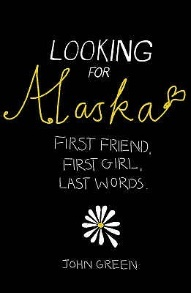 LOOKING
FOR
Alaska
FIRST FRIEND,
FIRST GIRL,
LAST WORDS.
JOHN GREEN